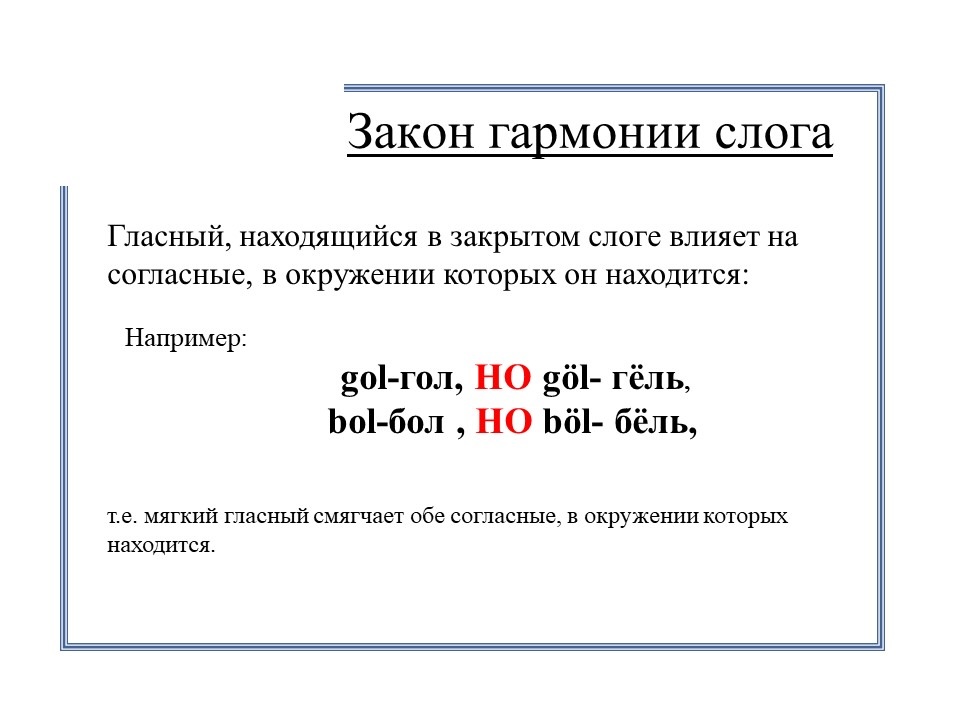 Закон гармонии слога
Гласный, находящийся в закрытом слоге влияет на
согласные, в окружении которых он находится:
Например:
gol-гол, НО göl- гёль,
bol-бол , НО böl- бёль,
т.е. мягкий гласный смягчает обе согласные, в окружении которых
находится.